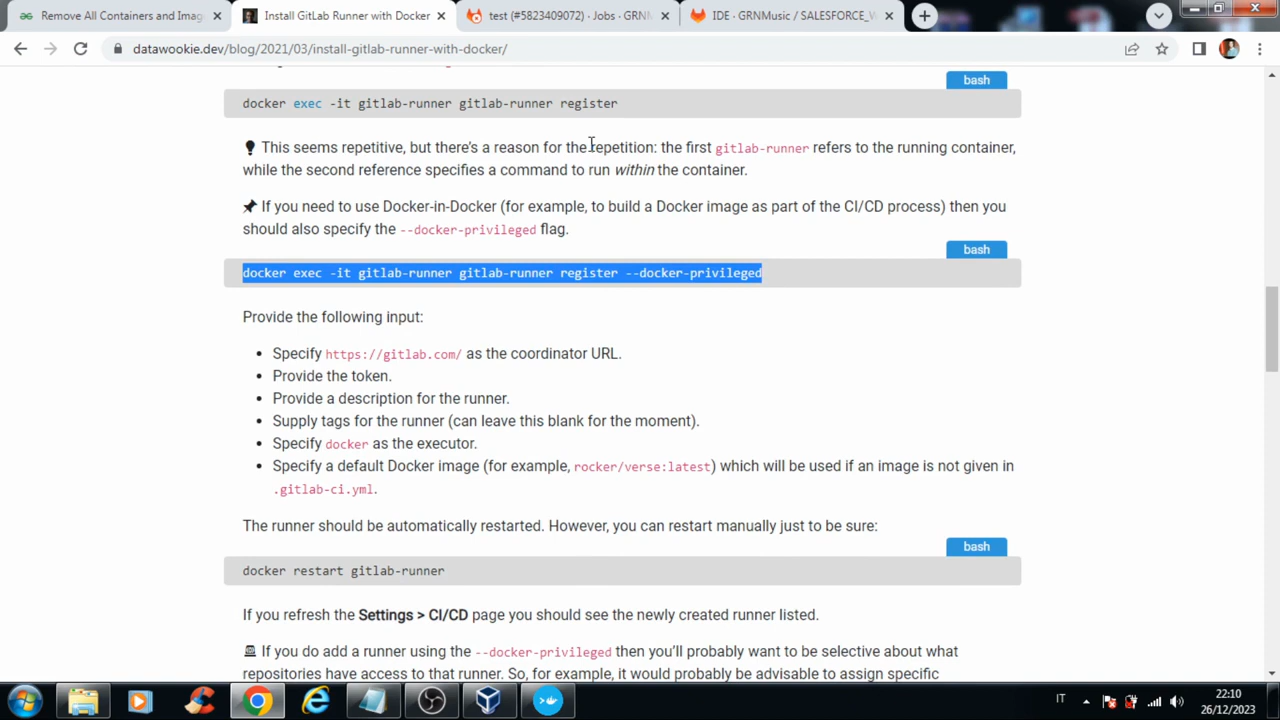 Remove All Containers and Imag
Install GitLab Runner with Docker
test (#5823409072) · Jobs · GRNM
IDE · GRNMusic / SALESFORCE_W
datawookie.dev/blog/2021/03/install-gitlab-runner-with-docker/
bash
docker exec -it gitlab-runner gitlab-runner register
This seems repetitive, but there's a reason for the repetition: the first gitlab-runner refers to the running container,
while the second reference specifies a command to run within the container.
If you need to use Docker-in-Docker (for example, to build a Docker image as part of the CI/CD process) then you
should also specify the --docker-privileged flag.
bash
docker exec -it gitlab-runner gitlab-runner register --docker-privileged
Provide the following input:
• Specify https://gitlab.com/ as the coordinator URL.
• Provide the token.
• Provide a description for the runner.
• Supply tags for the runner (can leave this blank for the moment).
• Specify docker as the executor.
• Specify a default Docker image (for example, rocker/verse:latest) which will be used if an image is not given in
.gitlab-ci.yml.
The runner should be automatically restarted. However, you can restart manually just to be sure:
bash
docker restart gitlab-runner
If you refresh the Settings > CI/CD page you should see the newly created runner listed.
If you do add a runner using the --docker-privileged then you'll probably want to be selective about what
repositories have access to that runner. So, for example, it would probably be advisable to assign specific
IT
22:10
26/12/2023